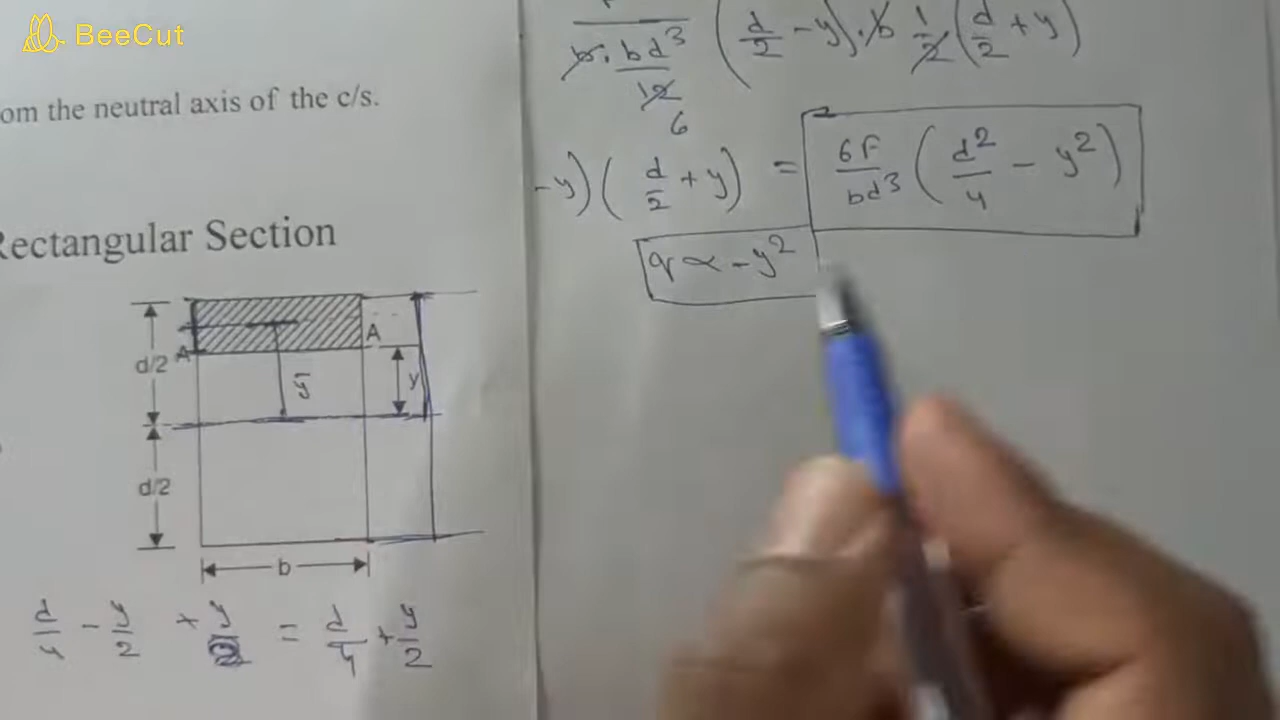 BeeCut
om the neutral axis of the c/s.
Rectangular Section
d/2
A
A
ȳ
y
d/2
b
d/4 - y/2 + y/2 = d/4 + y/2
b. bd³/12 (d/2 - y).b 1/2 (d/2 + y)
6
-y) (d/2 + y) = 6F/bd³ (d²/4 - y²)
q ∝ -y²